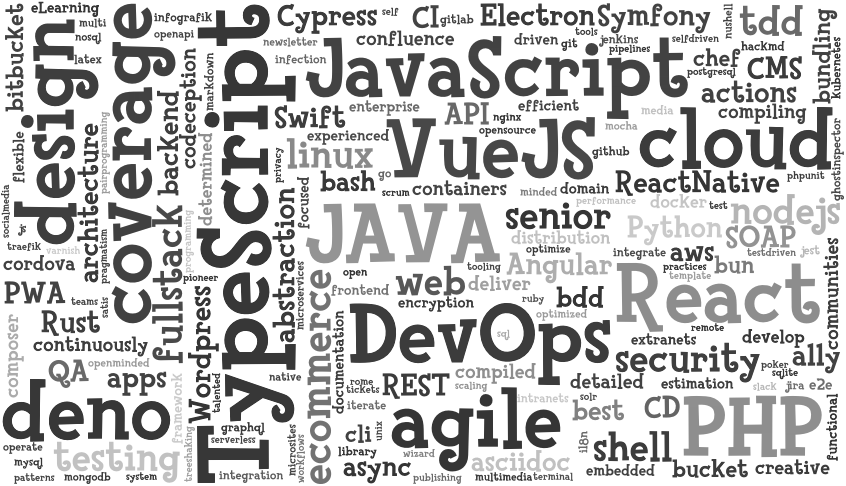 eLearning
multi
nosql
latex
bitbucket
design
flexible
socialmedia
traefik
varnish
cordova
coverage
pairprogramming
architecture
pragmatism
infografik
openapi
codeception
backend
markdown
determined
programming
fullstack
pioneer
TypeScript
Cypress
self
CI
gitlab
Electron
Symfony
nushell
tdd
newsletter
confluence
driven
git
tools
jenkins
pipelines
selfdriven
hackmd
bundling
kubernetes
infection
JavaScript
chef
postgresql
CMS
actions
compiling
Swift
enterprise
API
nginx
efficient
media
experienced
opensource
mocha
cloud
privacy
linux
VueJS
github
phpunit
ghostinspector
bash
go
scrum
containers
minded
domain
ReactNative
focused
abstraction
microservices
JAVA
senior
performance
docker
test
nodejs
distribution
Python
SOAP
optimize
integrate
aws
testdriven
jest
open
tooling
Angular
practices
bun
template
frontend
web
deliver
React
communities
encryption
ruby
bdd
optimized
remote
PWA
teams
satis
Rust
continuously
composer
QA
openminded
apps
Wordpress
talented
ecommerce
documentation
DevOps
sql
extranets
develop
security
poker
sqlite
ally
native
rome
tickets
REST
compiled
scaling
detailed
estimation
slack
jira
e2e
deno
framework
iterate
agile
intranets
solr
best
CD
PHP
functional
graphql
serverless
microsites
workflows
cli
unix
i18n
shell
operate
testing
treeshaking
library
wizard
asciidoc
mysql
integration
async
embedded
bucket
creative
patterns
mongodb
system
publishing
multimedia
terminal